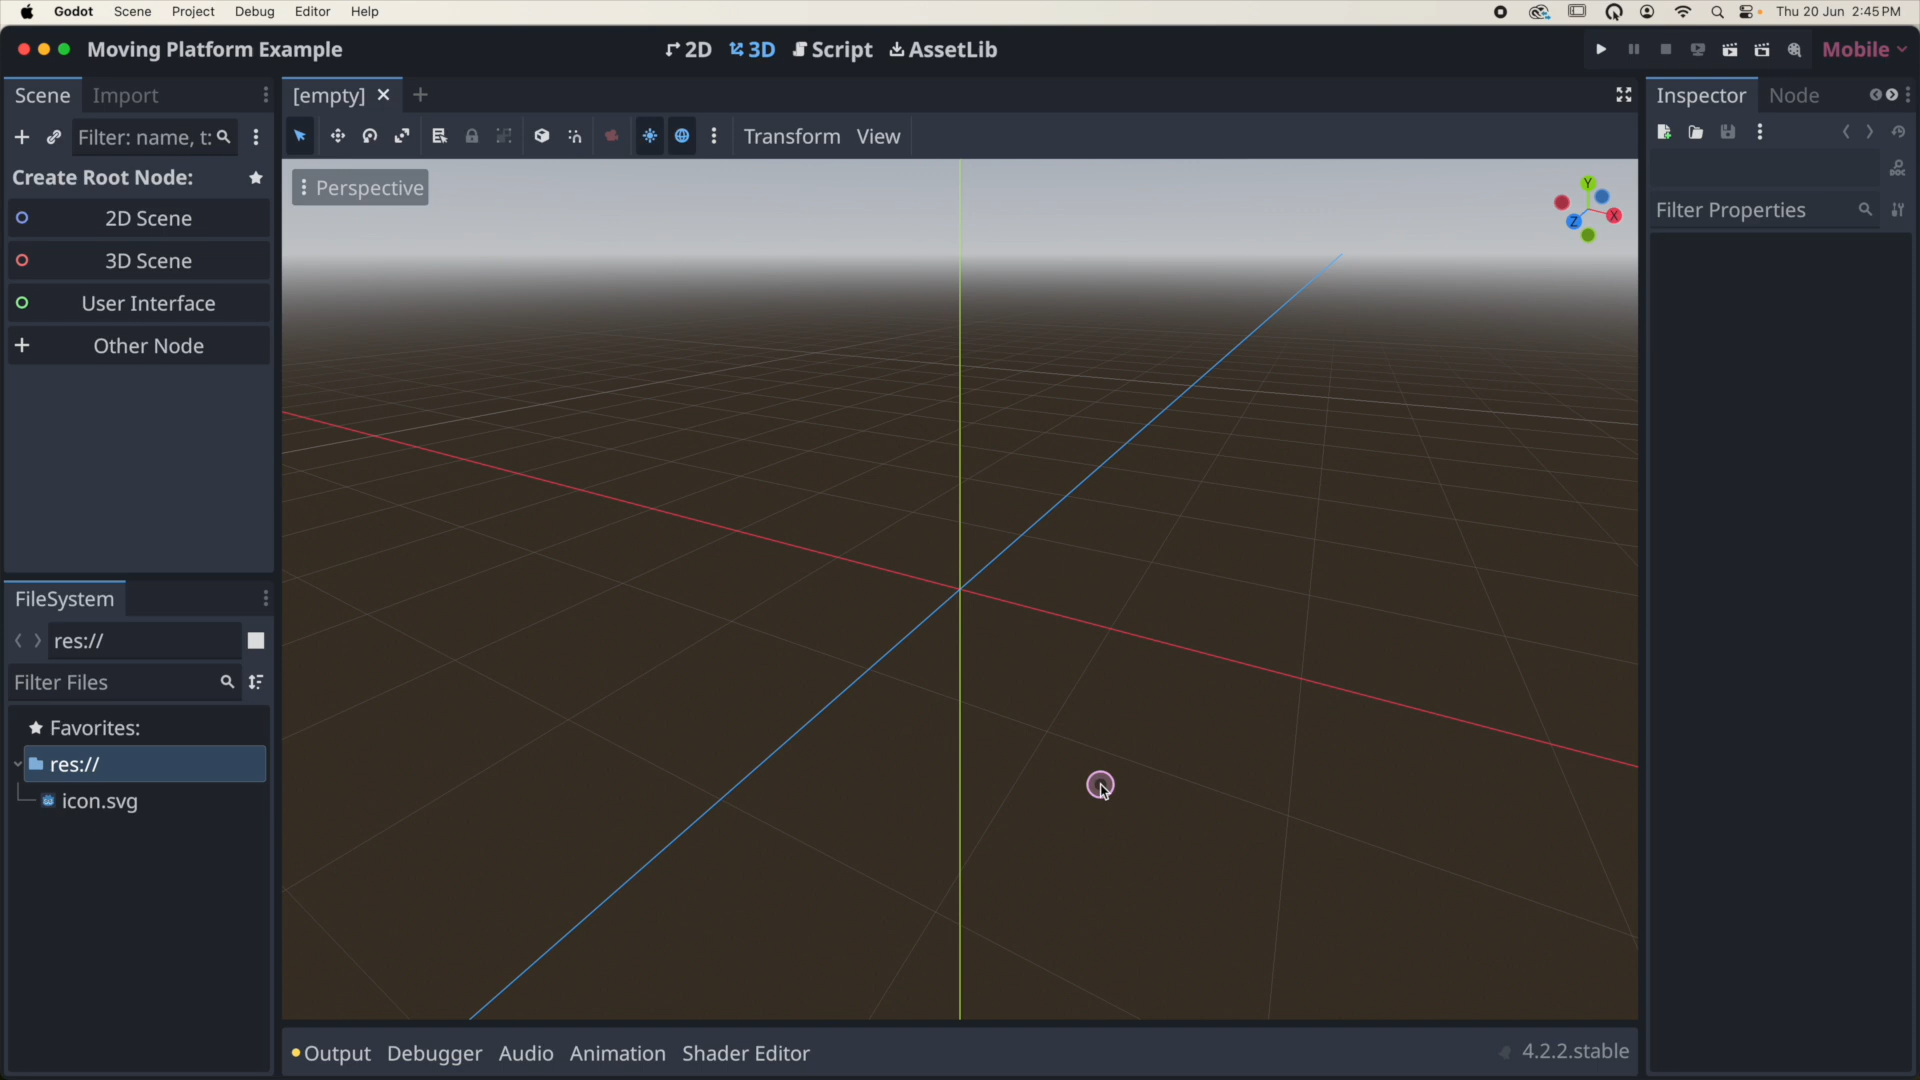 Godot Scene Project Debug Editor Help Thu 20 Jun 2:45 PM
Moving Platform Example 2D 3D Script AssetLib Mobile
Scene Import [empty] Inspector Node
Filter: name, t: Transform View
Create Root Node:
Perspective
Y
X
Z
2D Scene
3D Scene
User Interface
Other Node
Filter Properties
DOC
FileSystem
res://
Filter Files
Favorites:
res://
icon.svg
Output Debugger Audio Animation Shader Editor 4.2.2.stable